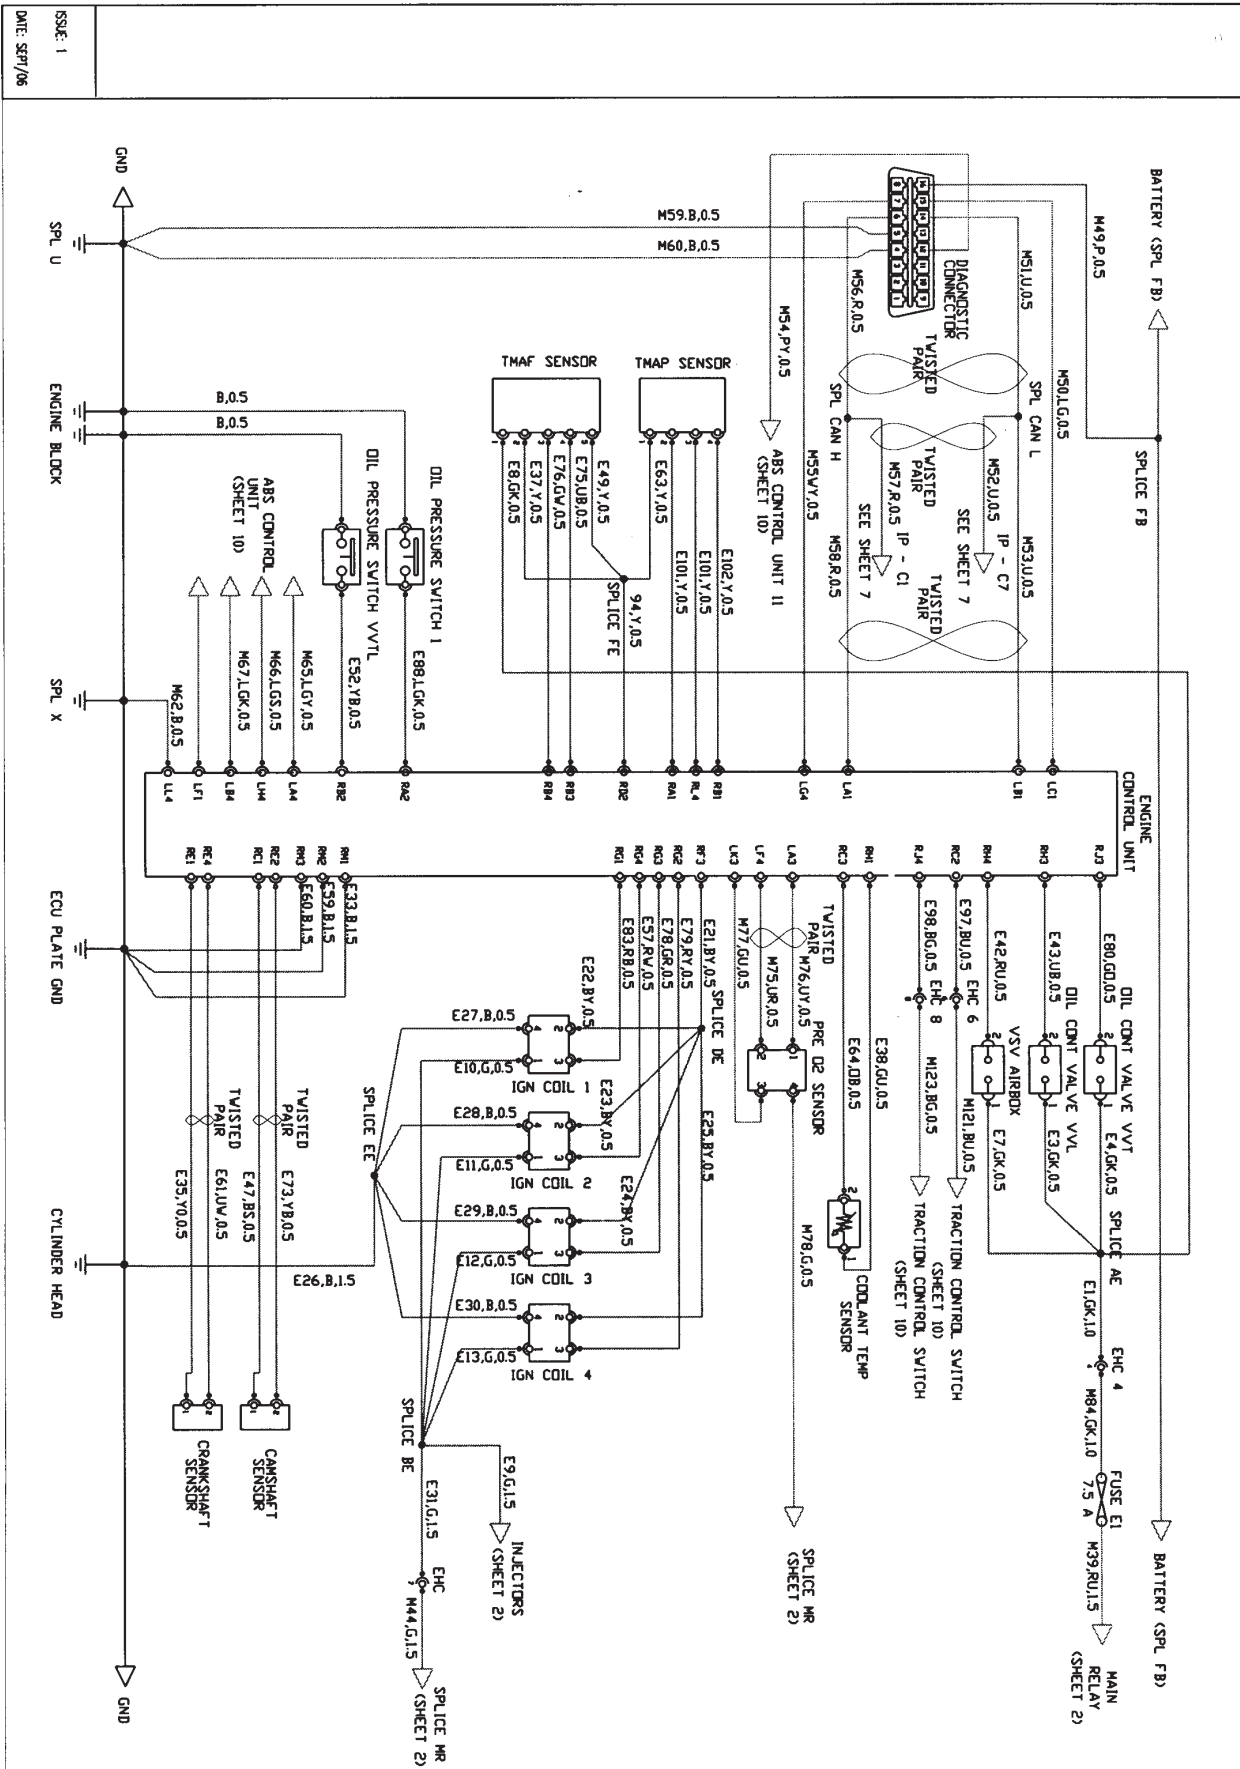 ISSUE: 1
DATE: SEPT/06
BATTERY (SPL FB)
M49,P,0.5
SPLICE FB
BATTERY (SPL FB)
DIAGNOSTIC
CONNECTOR
M59.B,0.5
M60,B,0.5
M51,U,0.5
M56,R,0.5
M50,LG,0.5
M54,PY,0.5
M55WY,0.5
TWISTED
PAIR
SPL CAN L
SPL CAN H
TWISTED
PAIR
M52,U,0.5
IP - C7
SEE SHEET 7
M57,R,0.5
IP - C1
SEE SHEET 7
M53,U,0.5
M58,R,0.5
TWISTED
PAIR
ABS CONTROL UNIT 11
(SHEET 10)
TMAF SENSOR
TMAP SENSOR
1
2
3
4
5
1
2
3
4
E8,GK,0.5
E37,Y,0.5
E76,GW,0.5
E75,UB,0.5
E49,Y,0.5
E63,Y,0.5
E101,Y,0.5
E101,Y,0.5
E102,Y,0.5
94,Y,0.5
SPLICE FE
GND
SPL U
ENGINE BLOCK
SPL X
ECU PLATE GND
CYLINDER HEAD
GND
B,0.5
B,0.5
OIL PRESSURE SWITCH 1
OIL PRESSURE SWITCH VVTL
ABS CONTROL
UNIT
(SHEET 10)
E88,LGK,0.5
E52,YB,0.5
M65,LGY,0.5
M66,LGS,0.5
M67,LGK,0.5
M62,B,0.5
ENGINE
CONTROL UNIT
LL4
LF1
LB4
LH4
LA4
RB2
RA2
RB4
RB3
RD2
RA1
RL4
RB1
LG4
LA1
LB1
LC1
RE1
RE4
RC1
RE2
RM3
RM2
RM1
RG1
RG4
RG3
RG2
RF3
LK3
LF4
LA3
RC3
RH1
RJ4
RC2
RH4
RH3
RJ3
E60,B,1.5
E59,B,1.5
E33,B,1.5
E83,RB,0.5
E57,RW,0.5
E78,GR,0.5
E79,RY,0.5
E21,BY,0.5
M77,GU,0.5
M75,UR,0.5
M76,UY,0.5
TWISTED
PAIR
E64,OB,0.5
E38,GU,0.5
E98,BG,0.5
EHC 8
M123,BG,0.5
TRACTION CONTROL SWITCH
(SHEET 10)
E97,BU,0.5
EHC 6
M121,BU,0.5
TRACTION CONTROL SWITCH
(SHEET 10)
E42,RU,0.5
VSV AIRBOX
E7,GK,0.5
E43,UB,0.5
OIL CONT VALVE VVL
E3,GK,0.5
E80,GO,0.5
OIL CONT VALVE VVT
E4,GK,0.5
SPLICE AE
E1,GK,1.0
EHC 4
M84,GK,1.0
FUSE E1
7.5 A
M39,RU,1.5
MAIN
RELAY
(SHEET 2)
PRE O2 SENSOR
M78,G,0.5
SPLICE MR
(SHEET 2)
COOLANT TEMP
SENSOR
SPLICE DE
E22,BY,0.5
E23,BY,0.5
E24,BY,0.5
E25,BY,0.5
E27,B,0.5
E10,G,0.5
IGN COIL 1
E28,B,0.5
E11,G,0.5
IGN COIL 2
E29,B,0.5
E12,G,0.5
IGN COIL 3
E30,B,0.5
E13,G,0.5
IGN COIL 4
SPLICE EE
E26,B,1.5
SPLICE BE
E9,G,1.5
INJECTORS
(SHEET 2)
E31,G,1.5
EHC
7
M44,G,1.5
SPLICE MR
(SHEET 2)
TWISTED
PAIR
TWISTED
PAIR
E35,YO,0.5
E61,UW,0.5
E47,BS,0.5
E73,YB,0.5
CRANKSHAFT
SENSOR
CAMSHAFT
SENSOR